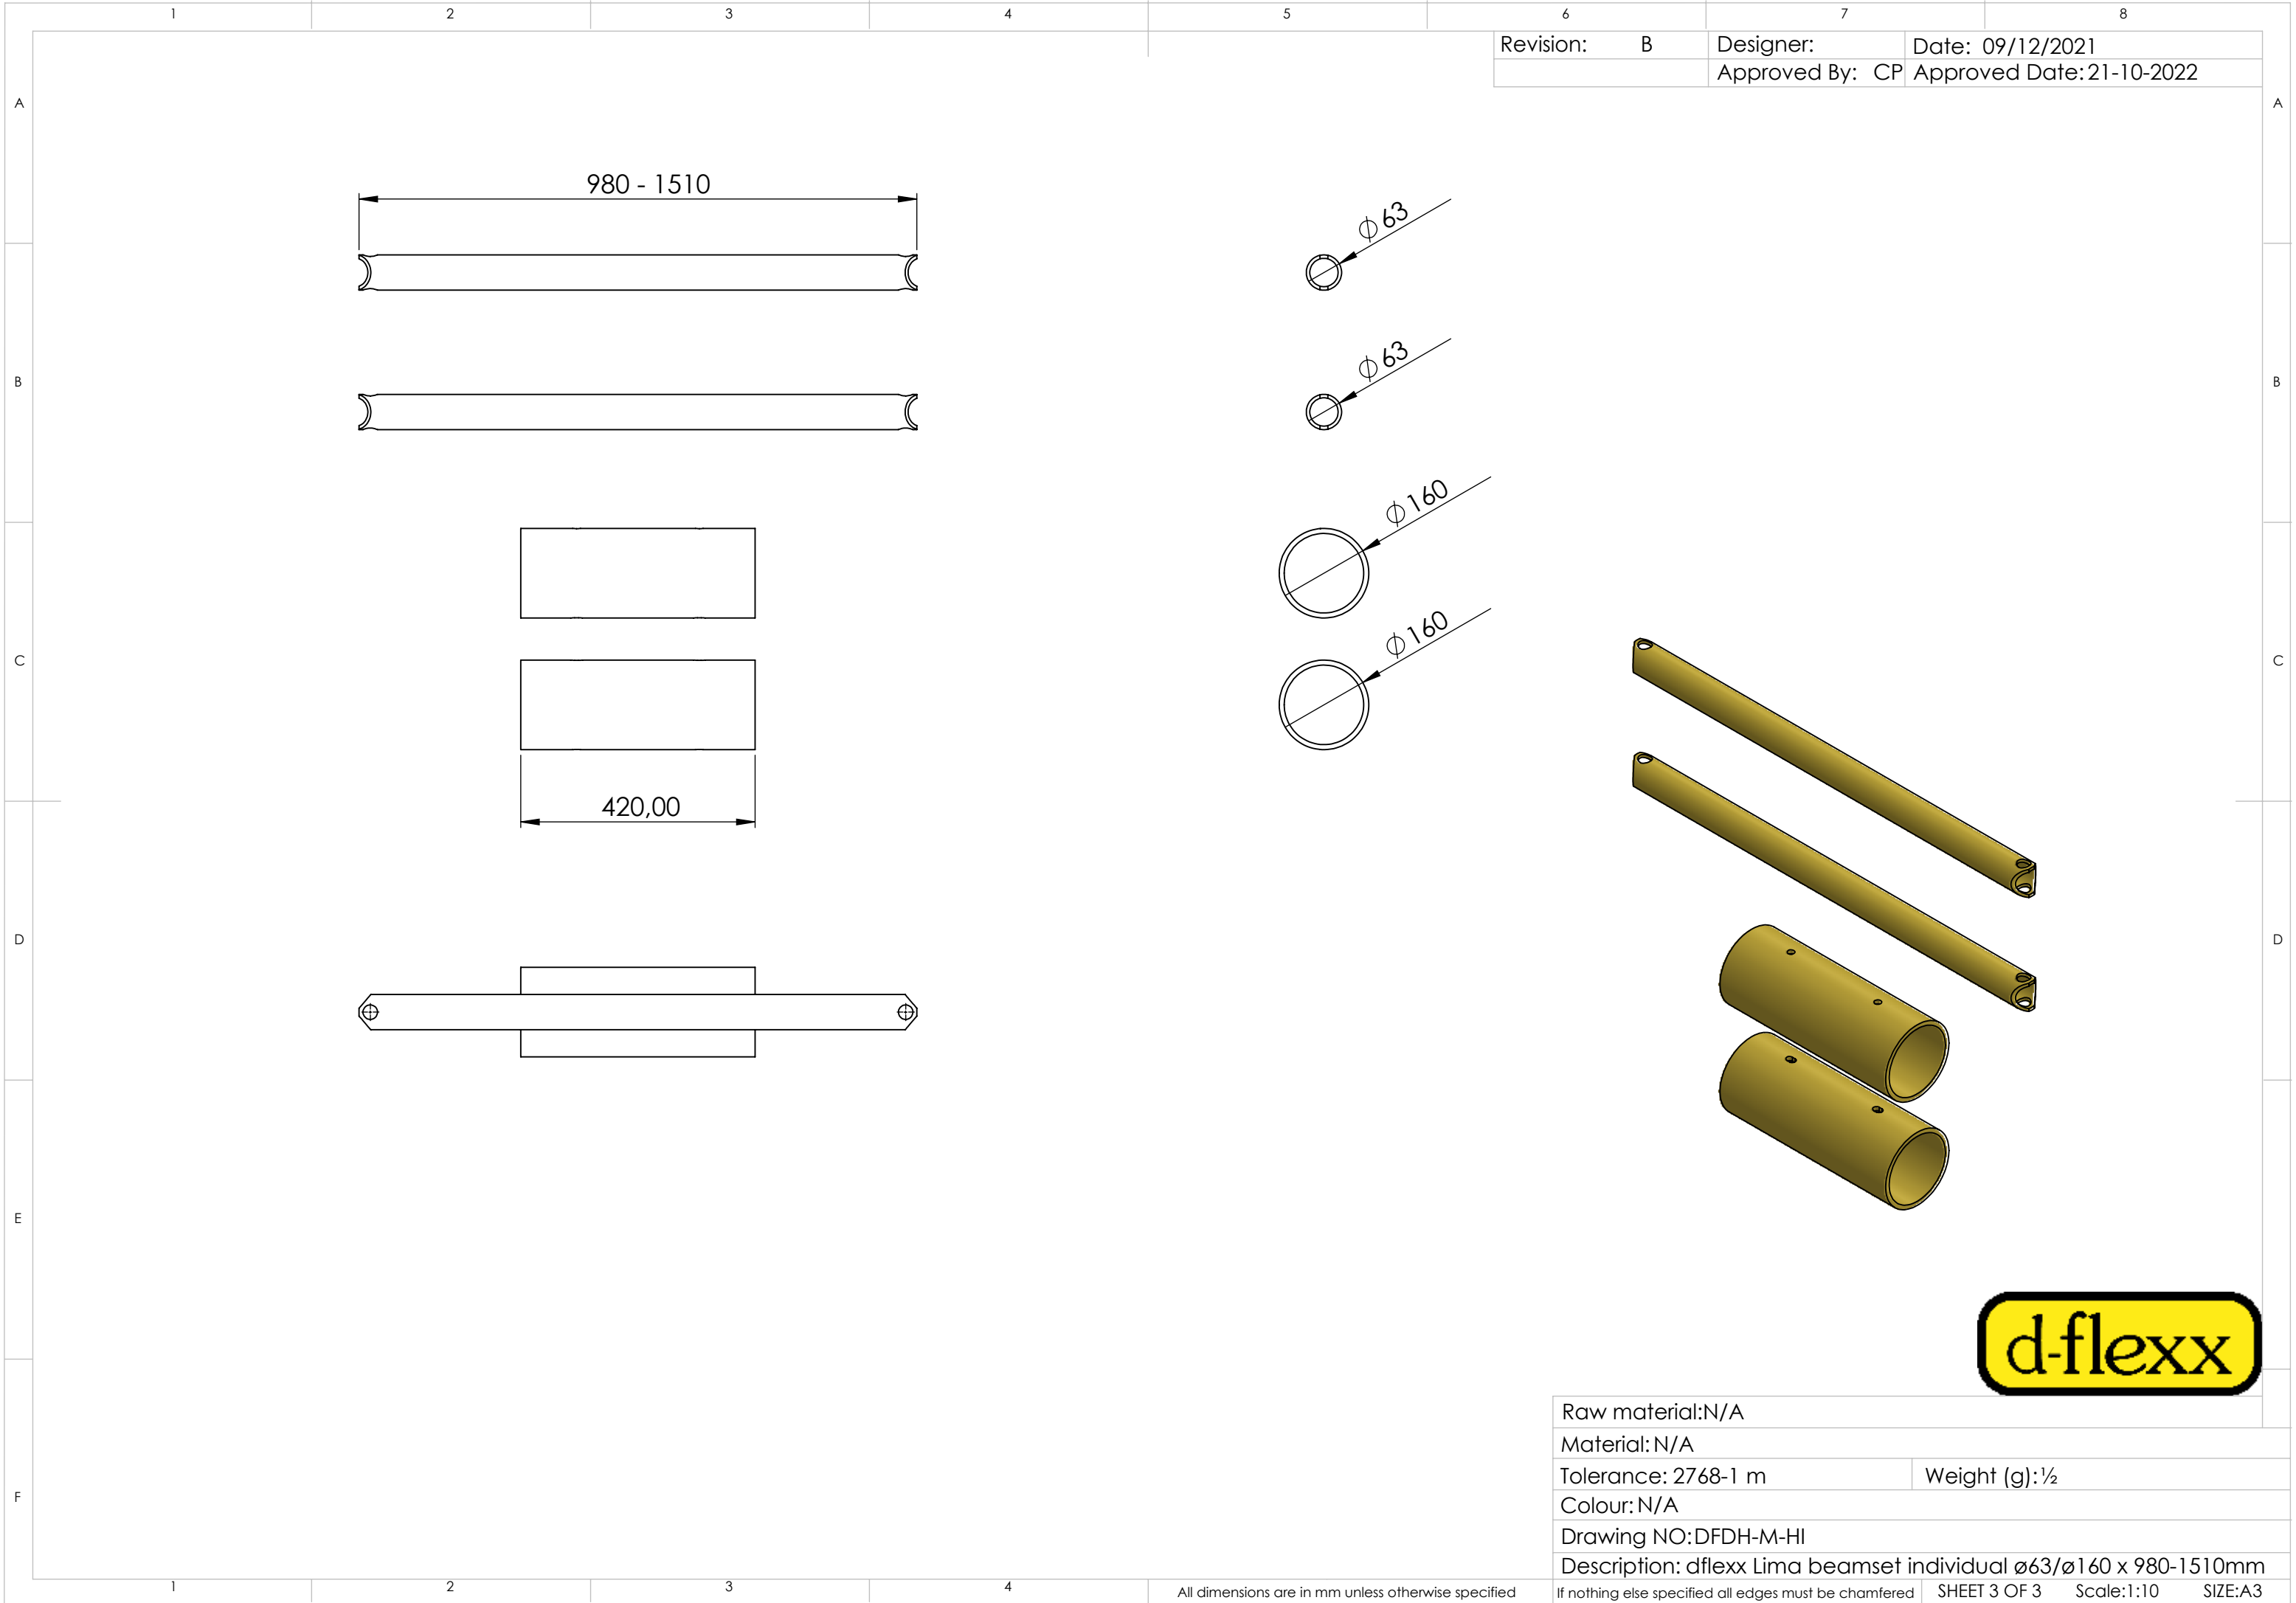 1 2 3 4 5 6 7 8
Revision: B Designer: Date: 09/12/2021
Approved By: CP Approved Date: 21-10-2022
A A
980 - 1510
⌀ 63
⌀ 63
B B
⌀ 160
⌀ 160
C C
420,00
D D
E
d-flexx
Raw material:N/A
Material: N/A
Tolerance: 2768-1 m Weight (g): ½
F
Colour: N/A
Drawing NO: DFDH-M-HI
Description: dflexx Lima beamset individual ø63/ø160 x 980-1510mm
1 2 3 4 All dimensions are in mm unless otherwise specified If nothing else specified all edges must be chamfered SHEET 3 OF 3 Scale:1:10 SIZE:A3